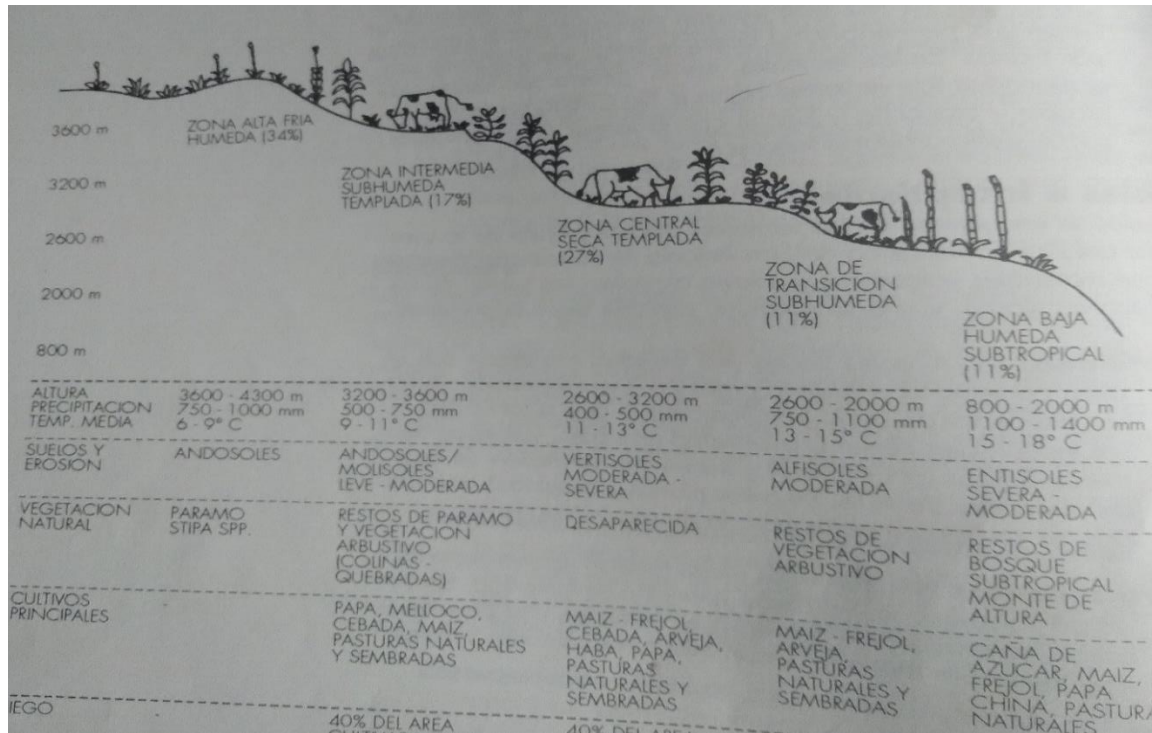 3600 m
3200 m
2600 m
2000 m
800 m
ZONA ALTA FRIA
HUMEDA (34%)
ZONA INTERMEDIA
SUBHUMEDA
TEMPLADA (17%)
ZONA CENTRAL
SECA TEMPLADA
(27%)
ZONA DE
TRANSICION
SUBHUMEDA
(11%)
ZONA BAJA
HUMEDA
SUBTROPICAL
(11%)
ALTURA
PRECIPITACION
TEMP. MEDIA
3600 - 4300 m
750 - 1000 mm
6 - 9° C
3200 - 3600 m
500 - 750 mm
9 - 11° C
2600 - 3200 m
400 - 500 mm
11 - 13° C
2600 - 2000 m
750 - 1100 mm
13 - 15° C
800 - 2000 m
1100 - 1400 mm
15 - 18° C
SUELOS Y
EROSION
ANDOSOLES
ANDOSOLES/
MOLISOLES
LEVE - MODERADA
VERTISOLES
MODERADA -
SEVERA
ALFISOLES
MODERADA
ENTISOLES
SEVERA -
MODERADA
VEGETACION
NATURAL
PARAMO
STIPA SPP.
RESTOS DE PARAMO
Y VEGETACION
ARBUSTIVO
(COLINAS -
QUEBRADAS)
DESAPARECIDA
RESTOS DE
VEGETACION
ARBUSTIVO
RESTOS DE
BOSQUE
SUBTROPICAL
MONTE DE
ALTURA
CULTIVOS
PRINCIPALES
PAPA, MELLOCO,
CEBADA, MAIZ,
PASTURAS NATURALES
Y SEMBRADAS
MAIZ - FREJOL,
CEBADA, ARVEJA,
HABA, PAPA,
PASTURAS
NATURALES Y
SEMBRADAS
MAIZ - FREJOL,
ARVEJA,
PASTURAS
NATURALES Y
SEMBRADAS
CAÑA DE
AZUCAR, MAIZ,
FREJOL, PAPA
CHINA, PASTURA
NATURALES
IEGO
40% DEL AREA
40% DEL